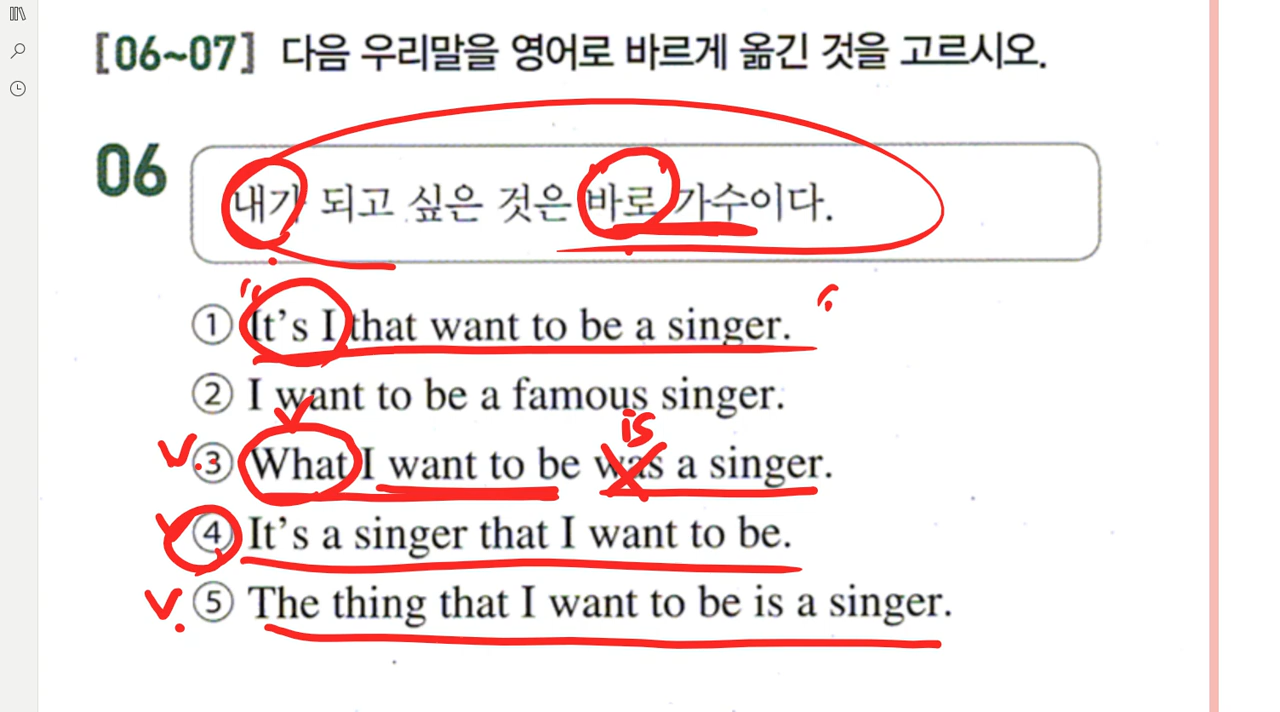 [06~07] 다음 우리말을 영어로 바르게 옮긴 것을 고르시오.
06
내가 되고 싶은 것은 바로 가수이다.
① It's I that want to be a singer.
② I want to be a famous singer.
is
③ What I want to be was a singer.
④ It's a singer that I want to be.
⑤ The thing that I want to be is a singer.